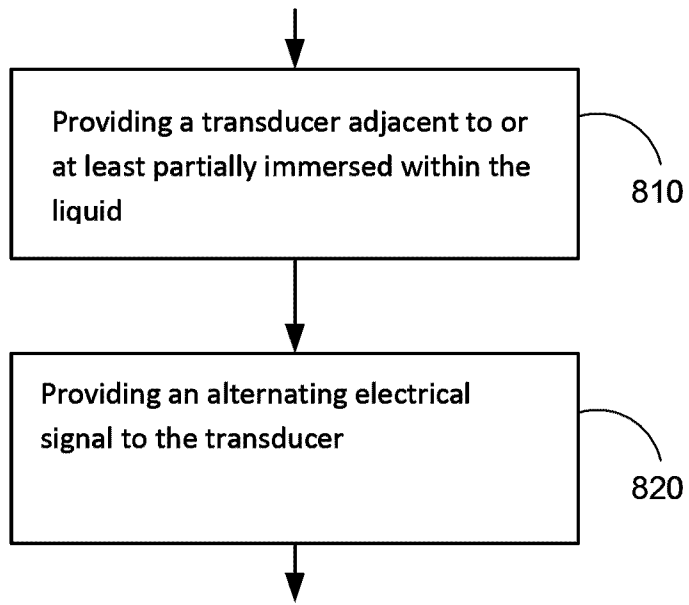 Providing a transducer adjacent to or
at least partially immersed within the
liquid
810
Providing an alternating electrical
signal to the transducer
820